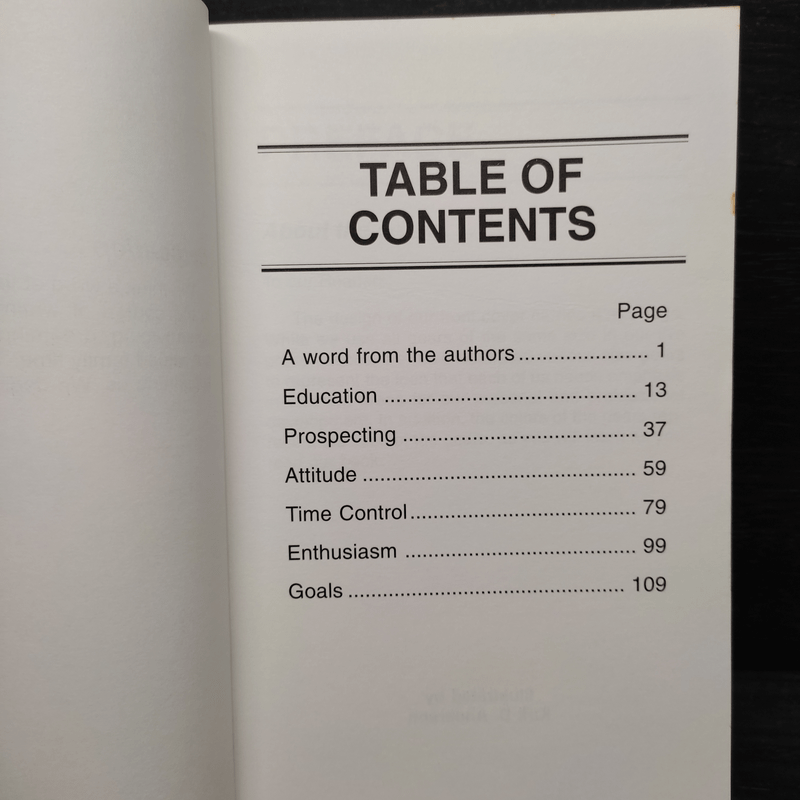 TABLE OF
CONTENTS
Page
A word from the authors ...................... 1
Education ........................................... 13
Prospecting ........................................ 37
Attitude ............................................... 59
Time Control ....................................... 79
Enthusiasm ........................................ 99
Goals ................................................ 109